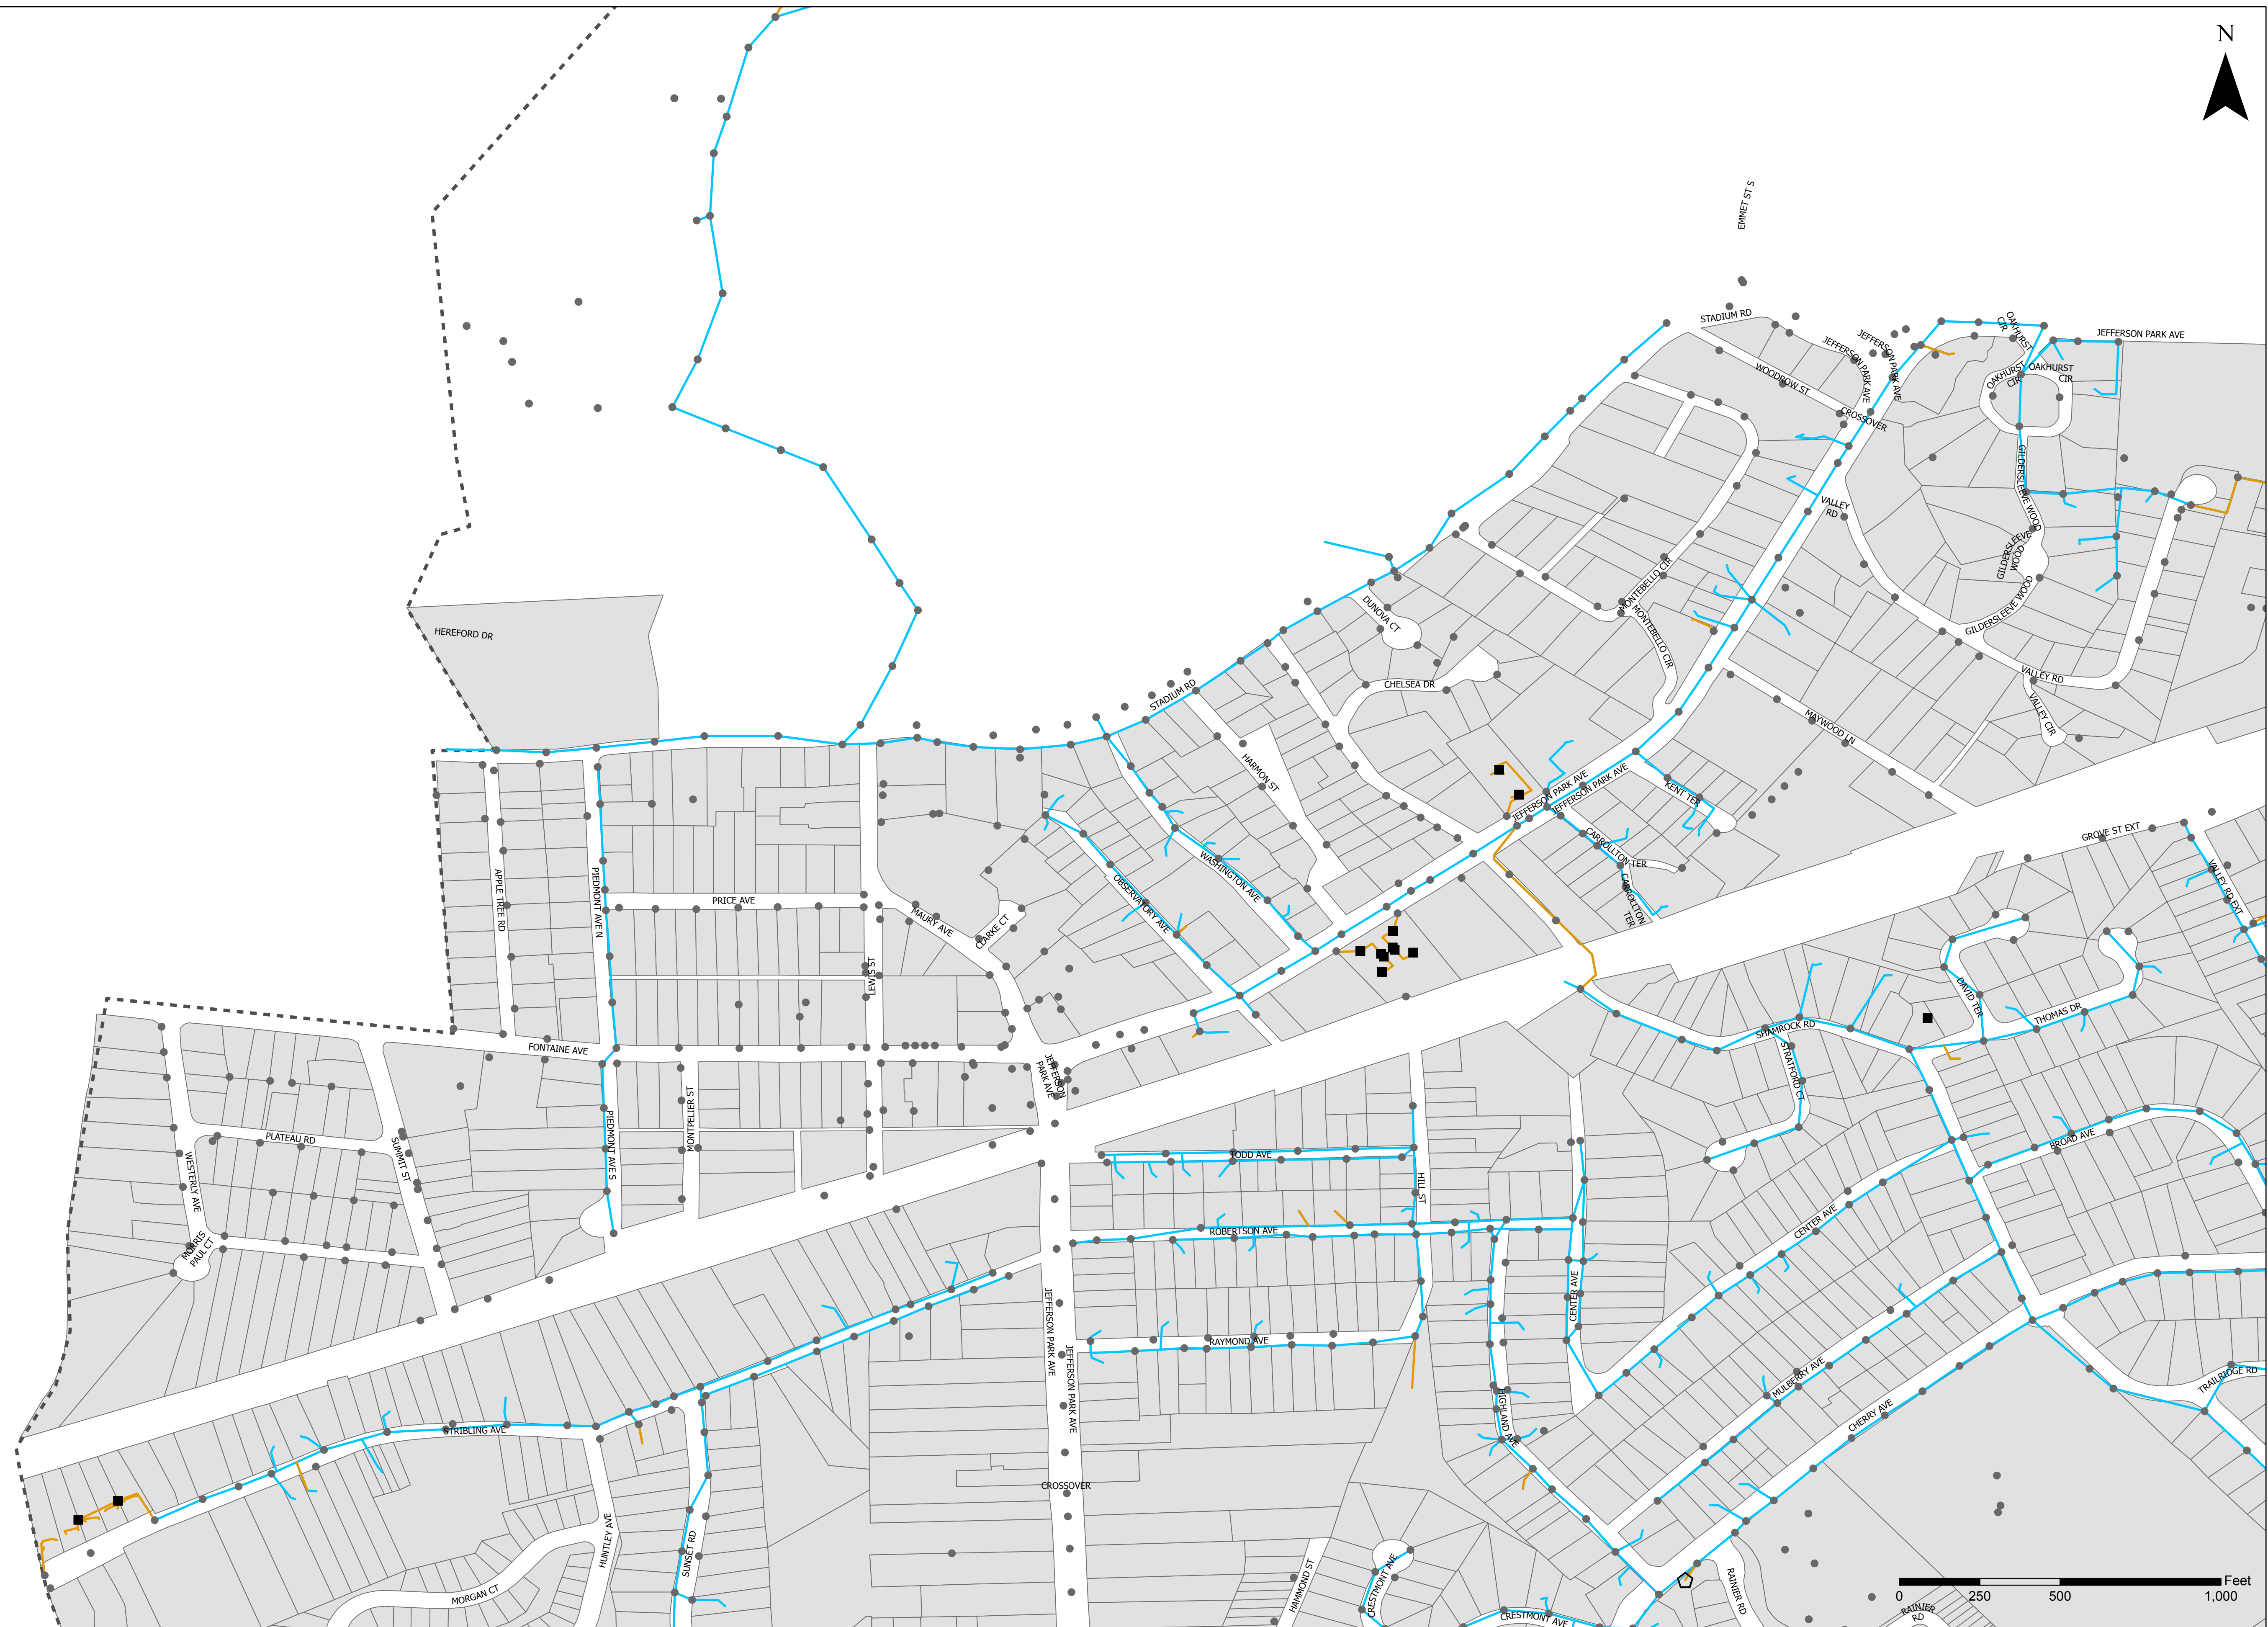 N
EMMET ST S
STADIUM RD
JEFFERSON PARK AVE
JEFFERSON PARK AVE
OAKHURST
CIR
JEFFERSON PARK AVE
WOODROW ST
OAKHURST
CIR
OAKHURST
CIR
CROSSOVER
GILDERSLEEVE WOOD
VALLEY
RD
GILDERSLEEVE
WOOD
GILDERSLEEVE WOOD
MONTEBELLO CIR
MONTEBELLO CIR
DUNOVA CT
HEREFORD DR
VALLEY RD
VALLEY CIR
CHELSEA DR
STADIUM RD
MAYWOOD LN
HARMON ST
JEFFERSON PARK AVE
JEFFERSON PARK AVE
KENT TER
CARROLLTON TER
CARROLLTON
TER
GROVE ST EXT
VALLEY RD EXT
WASHINGTON AVE
OBSERVATORY AVE
APPLE TREE RD
PIEDMONT AVE N
PRICE AVE
MAURY AVE
CLARKE CT
LEWIS ST
DAVID TER
THOMAS DR
SHAMROCK RD
STRATFORD CT
FONTAINE AVE
JEFFERSON
PARK AVE
MONTPELIER ST
PIEDMONT AVE S
PLATEAU RD
SUMMIT ST
WESTERLY AVE
MORRIS
PAUL CT
TODD AVE
HILL ST
BROAD AVE
CENTER AVE
ROBERTSON AVE
CENTER AVE
JEFFERSON PARK AVE
JEFFERSON PARK AVE
RAYMOND AVE
HIGHLAND AVE
MULBERRY AVE
CHERRY AVE
TRAILRIDGE RD
STRIBLING AVE
CROSSOVER
HUNTLEY AVE
SUNSET RD
MORGAN CT
HAMMOND ST
CRESTMONT AVE
CRESTMONT AVE
RAINIER RD
RAINIER
RD
Feet
0 250 500 1,000